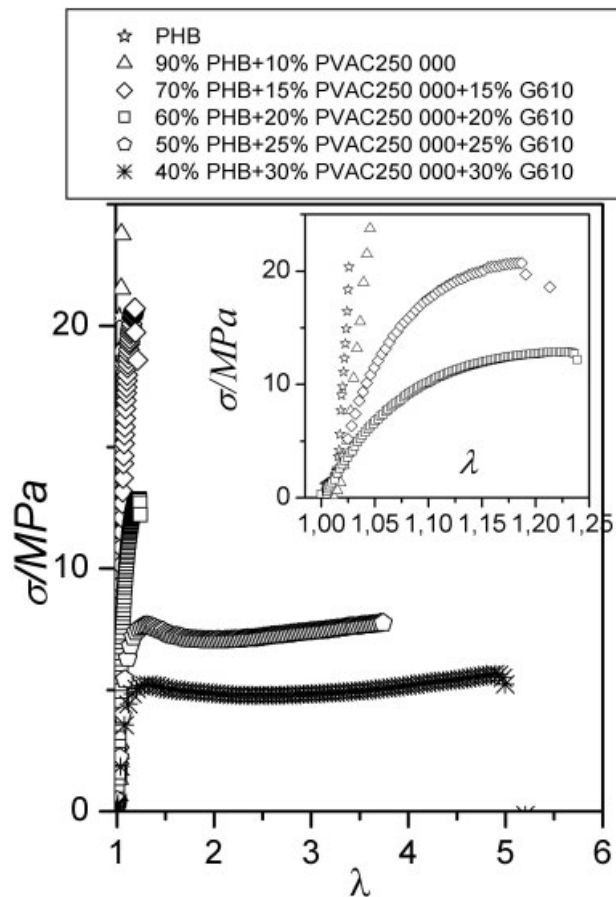 PHB
90% PHB+10% PVAC250 000
70% PHB+15% PVAC250 000+15% G610
60% PHB+20% PVAC250 000+20% G610
50% PHB+25% PVAC250 000+25% G610
40% PHB+30% PVAC250 000+30% G610
σ/MPa
20
10
0
1 2 3 4 5 6
λ
σ/MPa
20
10
0
λ
1,00 1,05 1,10 1,15 1,20 1,25